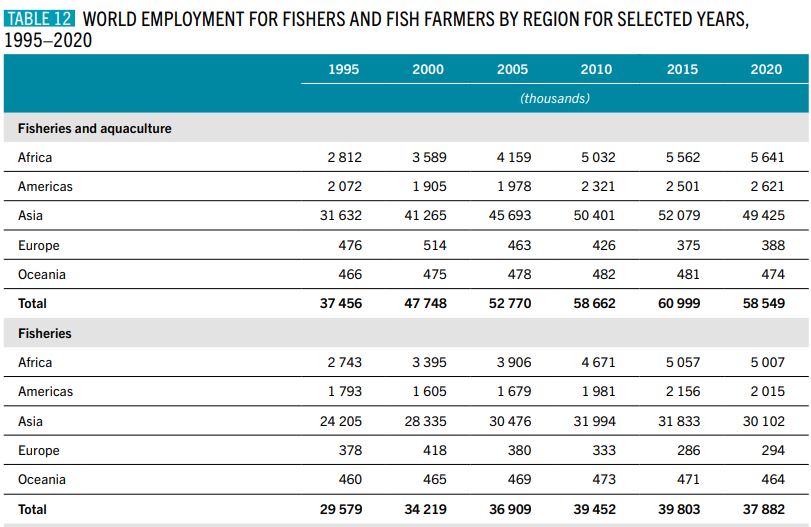 TABLE 12 WORLD EMPLOYMENT FOR FISHERS AND FISH FARMERS BY REGION FOR SELECTED YEARS,
1995–2020
1995 2000 2005 2010 2015 2020
(thousands)
Fisheries and aquaculture
Africa 2 812 3 589 4 159 5 032 5 562 5 641
Americas 2 072 1 905 1 978 2 321 2 501 2 621
Asia 31 632 41 265 45 693 50 401 52 079 49 425
Europe 476 514 463 426 375 388
Oceania 466 475 478 482 481 474
Total 37 456 47 748 52 770 58 662 60 999 58 549
Fisheries
Africa 2 743 3 395 3 906 4 671 5 057 5 007
Americas 1 793 1 605 1 679 1 981 2 156 2 015
Asia 24 205 28 335 30 476 31 994 31 833 30 102
Europe 378 418 380 333 286 294
Oceania 460 465 469 473 471 464
Total 29 579 34 219 36 909 39 452 39 803 37 882